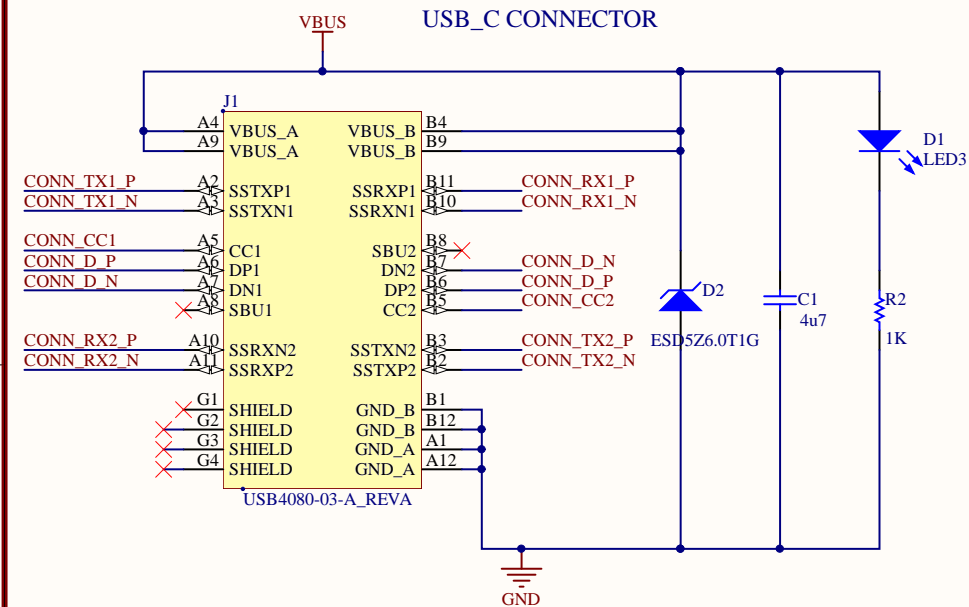 USB_C CONNECTOR
VBUS
J1
A4 VBUS_A VBUS_B B4
A9 VBUS_A VBUS_B B9
D1
LED3
CONN_TX1_P A2 SSTXP1 SSRXP1 B11 CONN_RX1_P
CONN_TX1_N A3 SSTXN1 SSRXN1 B10 CONN_RX1_N
CONN_CC1 A5 CC1 SBU2 B8
CONN_D_P A6 DP1 DN2 B7 CONN_D_N
CONN_D_N A7 DN1 DP2 B6 CONN_D_P
A8 SBU1 CC2 B5 CONN_CC2
D2
ESD5Z6.0T1G
C1
4u7
R2
1K
CONN_RX2_P A10 SSRXN2 SSTXN2 B3 CONN_TX2_P
CONN_RX2_N A11 SSRXP2 SSTXP2 B2 CONN_TX2_N
G1 SHIELD GND_B B1
G2 SHIELD GND_B B12
G3 SHIELD GND_A A1
G4 SHIELD GND_A A12
USB4080-03-A_REVA
GND